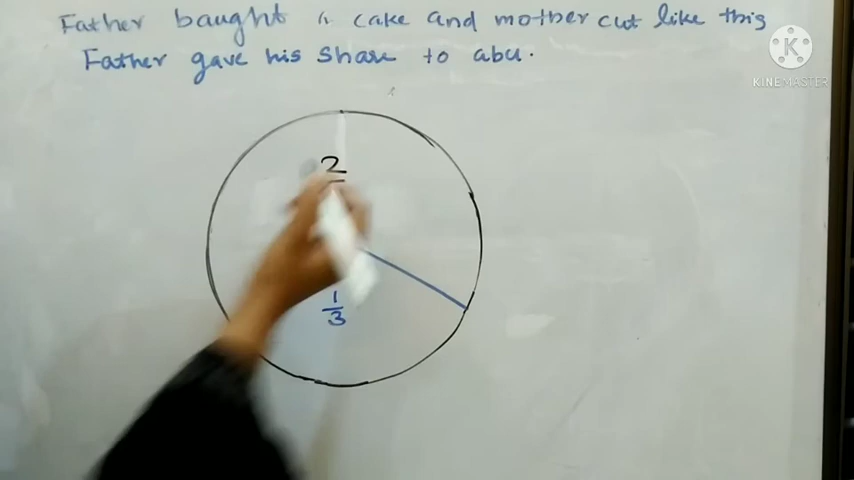 Father baught a cake and mother cut like this
Father gave his share to abu.
K
KINEMASTER
2
1
3